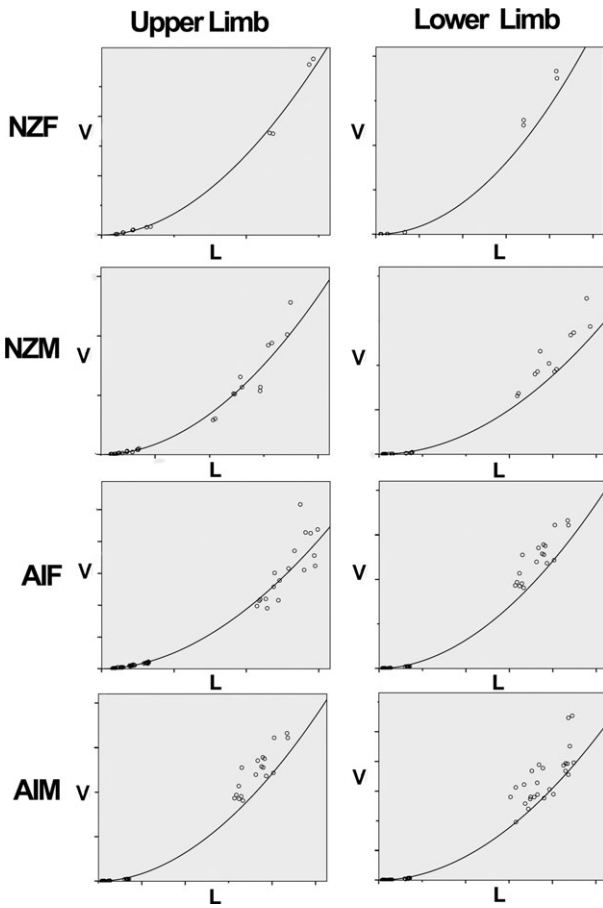 Upper Limb Lower Limb
NZF V V
L L
NZM V V
L L
AIF V V
L L
AIM V V
L L